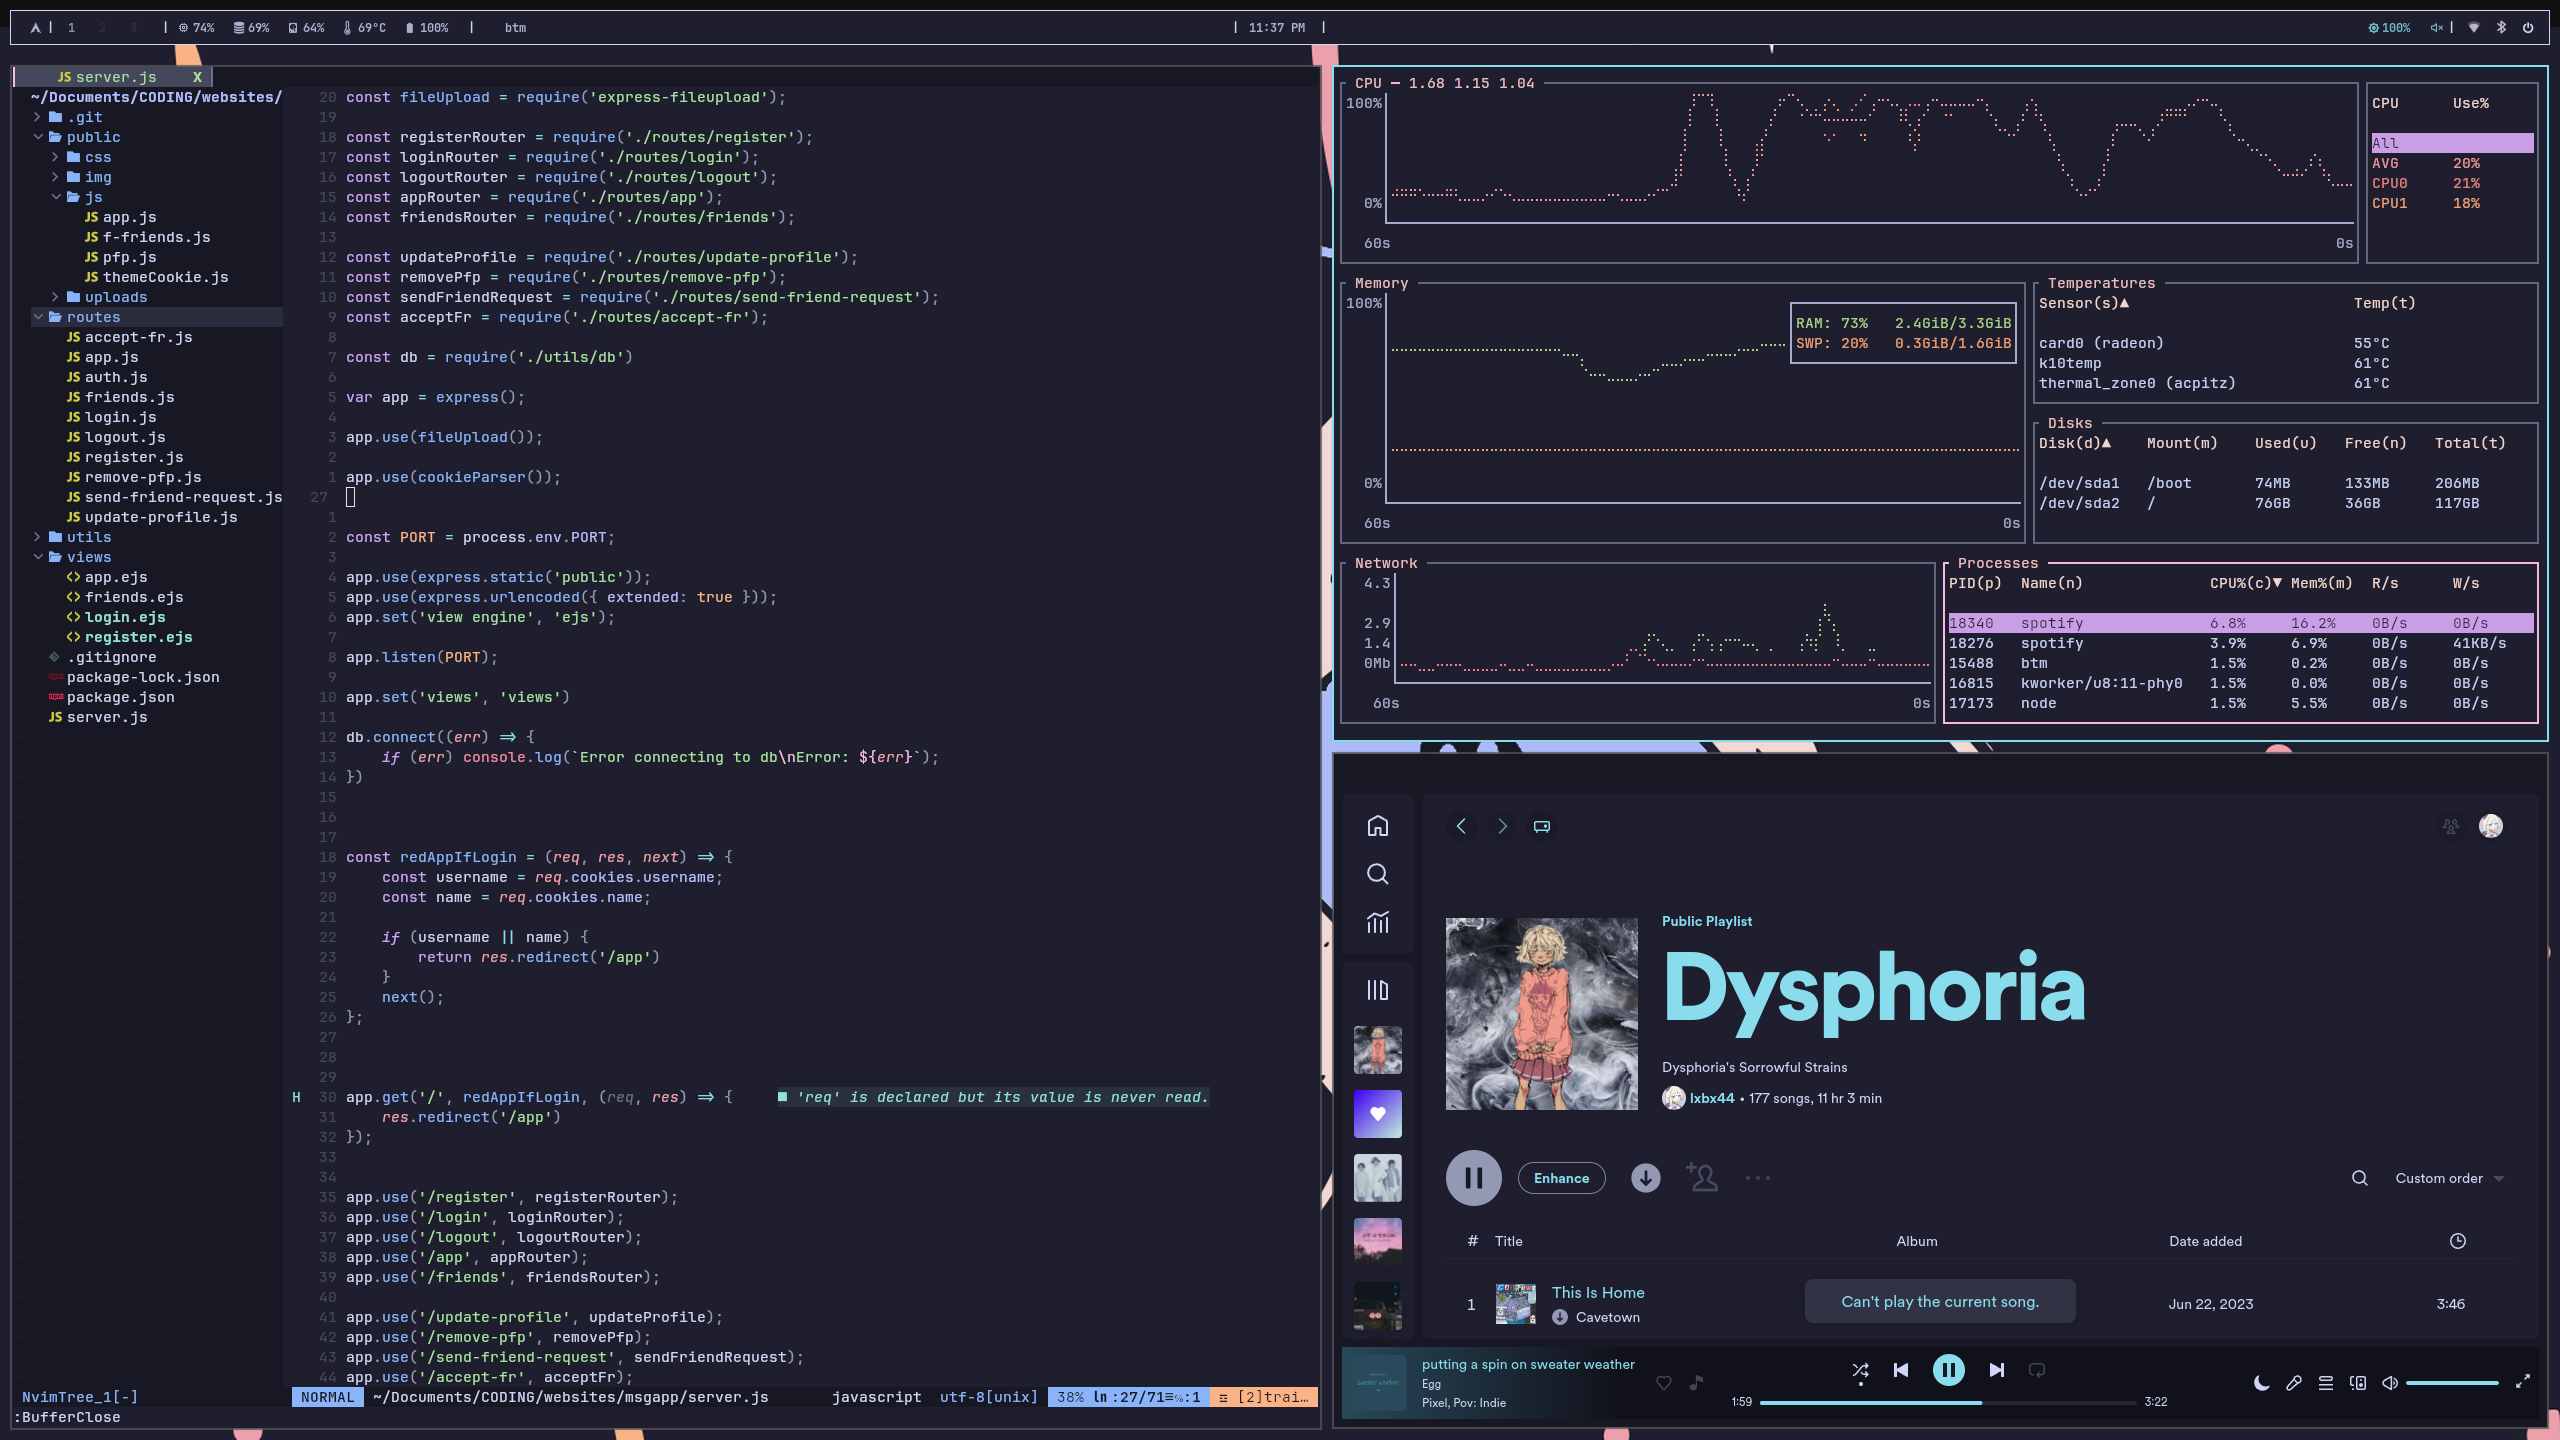 1 2 3 74% 69% 64% 69°C 100% btm
11:37 PM
100%
JS server.js X
~/Documents/CODING/websites/
.git
public
css
img
js
JS app.js
JS f-friends.js
JS pfp.js
JS themeCookie.js
uploads
routes
JS accept-fr.js
JS app.js
JS auth.js
JS friends.js
JS login.js
JS logout.js
JS register.js
JS remove-pfp.js
JS send-friend-request.js
JS update-profile.js
utils
views
<> app.ejs
<> friends.ejs
<> login.ejs
<> register.ejs
.gitignore
package-lock.json
package.json
JS server.js
20 const fileUpload = require('express-fileupload');
19
18 const registerRouter = require('./routes/register');
17 const loginRouter = require('./routes/login');
16 const logoutRouter = require('./routes/logout');
15 const appRouter = require('./routes/app');
14 const friendsRouter = require('./routes/friends');
13
12 const updateProfile = require('./routes/update-profile');
11 const removePfp = require('./routes/remove-pfp');
10 const sendFriendRequest = require('./routes/send-friend-request');
9 const acceptFr = require('./routes/accept-fr');
8
7 const db = require('./utils/db')
6
5 var app = express();
4
3 app.use(fileUpload());
2
1 app.use(cookieParser());
27
1
2 const PORT = process.env.PORT;
3
4 app.use(express.static('public'));
5 app.use(express.urlencoded({ extended: true }));
6 app.set('view engine', 'ejs');
7
8 app.listen(PORT);
9
10 app.set('views', 'views')
11
12 db.connect((err) => {
13 if (err) console.log(`Error connecting to db\nError: ${err}`);
14 })
15
16
17
18 const redAppIfLogin = (req, res, next) => {
19 const username = req.cookies.username;
20 const name = req.cookies.name;
21
22 if (username || name) {
23 return res.redirect('/app')
24 }
25 next();
26 };
27
28
29
H 30 app.get('/', redAppIfLogin, (req, res) => { ■ 'req' is declared but its value is never read.
31 res.redirect('/app')
32 });
33
34
35 app.use('/register', registerRouter);
36 app.use('/login', loginRouter);
37 app.use('/logout', logoutRouter);
38 app.use('/app', appRouter);
39 app.use('/friends', friendsRouter);
40
41 app.use('/update-profile', updateProfile);
42 app.use('/remove-pfp', removePfp);
43 app.use('/send-friend-request', sendFriendRequest);
44 app.use('/accept-fr', acceptFr);
NvimTree_1[-] NORMAL ~/Documents/CODING/websites/msgapp/server.js javascript utf-8[unix] 38% ln:27/71≡℅:1 [2]trai…
:BufferClose
CPU — 1.68 1.15 1.04
100%
0%
60s 0s
CPU Use%
All
AVG 20%
CPU0 21%
CPU1 18%
Memory
100%
RAM: 73% 2.4GiB/3.3GiB
SWP: 20% 0.3GiB/1.6GiB
0%
60s 0s
Temperatures
Sensor(s)▲ Temp(t)
card0 (radeon) 55°C
k10temp 61°C
thermal_zone0 (acpitz) 61°C
Disks
Disk(d)▲ Mount(m) Used(u) Free(n) Total(t)
/dev/sda1 /boot 74MB 133MB 206MB
/dev/sda2 / 76GB 36GB 117GB
Network
4.3
2.9
1.4
0Mb
60s 0s
Processes
PID(p) Name(n) CPU%(c)▼ Mem%(m) R/s W/s
18340 spotify 6.8% 16.2% 0B/s 0B/s
18276 spotify 3.9% 6.9% 0B/s 41KB/s
15488 btm 1.5% 0.2% 0B/s 0B/s
16815 kworker/u8:11-phy0 1.5% 0.0% 0B/s 0B/s
17173 node 1.5% 5.5% 0B/s 0B/s
Public Playlist
Dysphoria
Dysphoria's Sorrowful Strains
lxbx44 • 177 songs, 11 hr 3 min
Enhance
Custom order
# Title Album Date added
1 This Is Home Jun 22, 2023 3:46
Cavetown
Can't play the current song.
putting a spin on sweater weather
Egg
Pixel, Pov: Indie
1:59 3:22